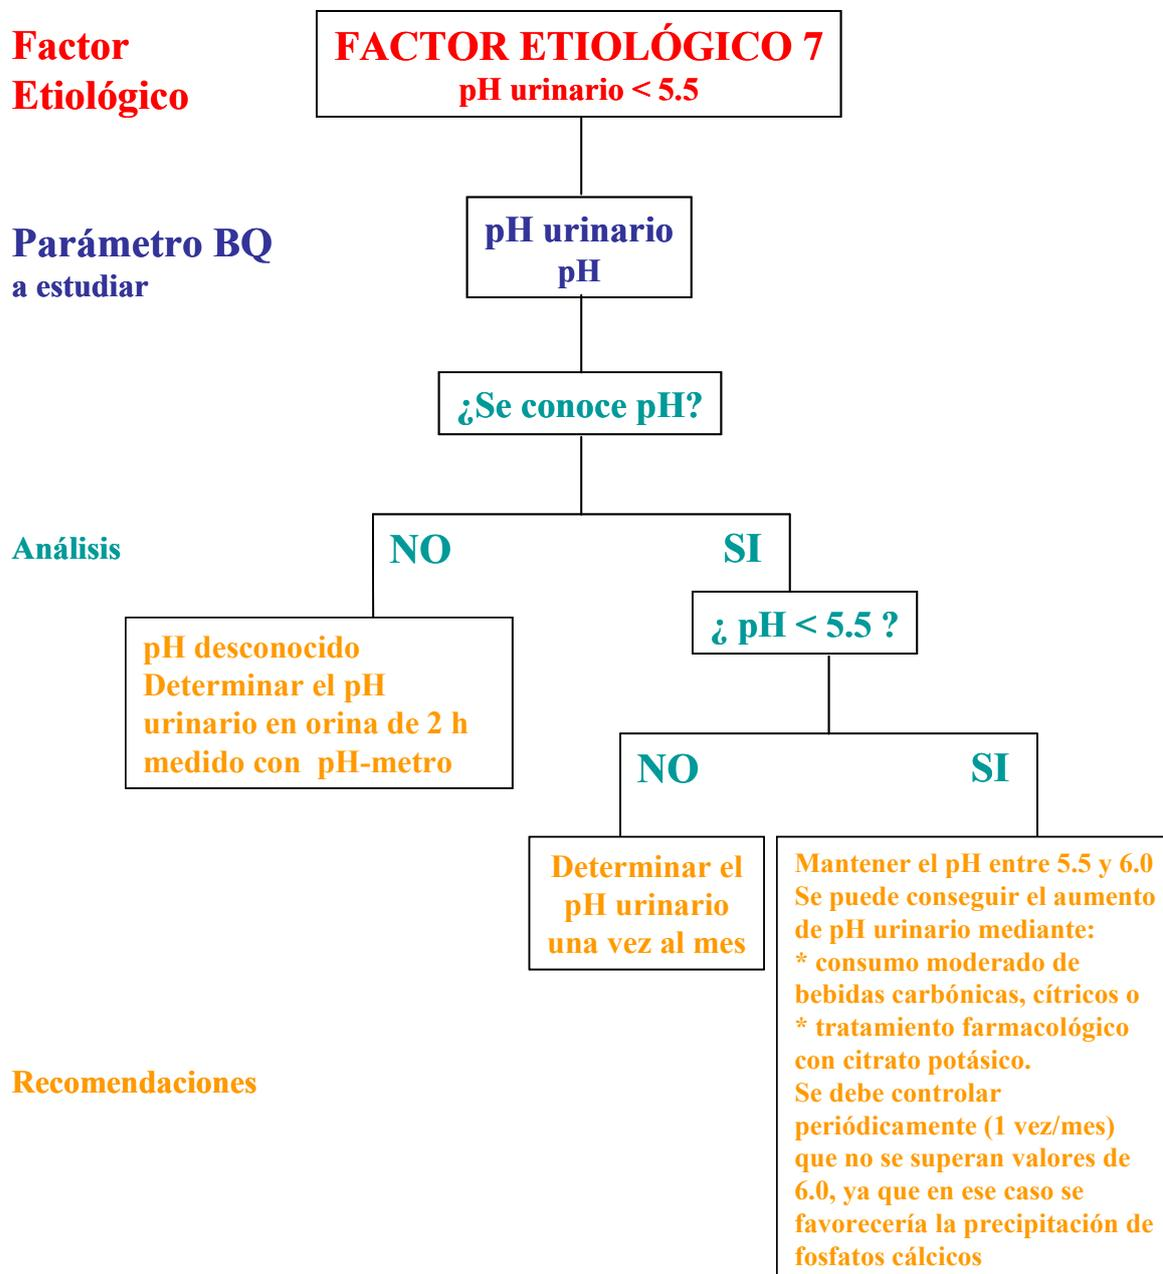 Factor
Etiológico
FACTOR ETIOLÓGICO 7
pH urinario < 5.5
Parámetro BQ
a estudiar
pH urinario
pH
¿Se conoce pH?
Análisis
NO
SI
pH desconocido
Determinar el pH
urinario en orina de 2 h
medido con pH-metro
¿ pH < 5.5 ?
NO
SI
Determinar el
pH urinario
una vez al mes
Mantener el pH entre 5.5 y 6.0
Se puede conseguir el aumento
de pH urinario mediante:
* consumo moderado de
bebidas carbónicas, cítricos o
* tratamiento farmacológico
con citrato potásico.
Se debe controlar
periódicamente (1 vez/mes)
que no se superan valores de
6.0, ya que en ese caso se
favorecería la precipitación de
fosfatos cálcicos
Recomendaciones